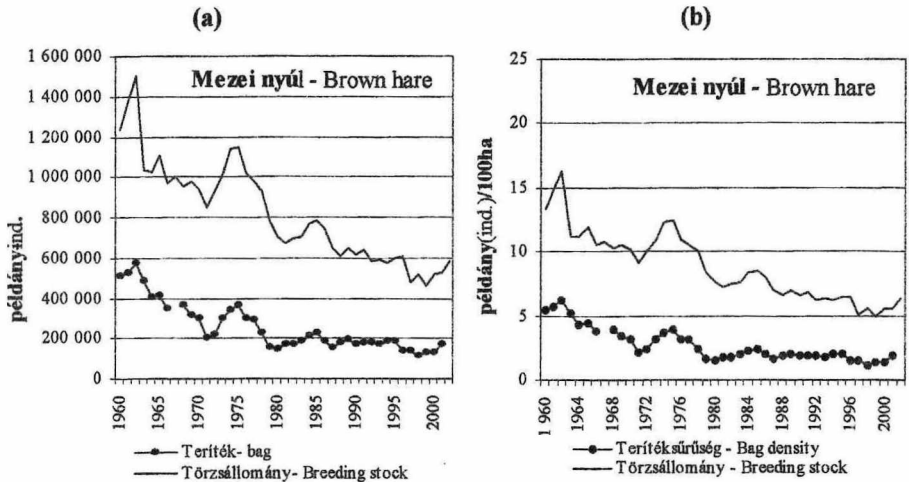 (a)
Mezei nyúl - Brown hare
1 600 000
1 400 000
1 200 000
1 000 000
800 000
600 000
400 000
200 000
0
példány-ind.
1960
1965
1970
1975
1980
1985
1990
1995
2000
Teríték- bag
Törzsállomány- Breeding stock
(b)
Mezei nyúl - Brown hare
25
20
15
10
5
0
példány(ind.)/100ha
1 960
1964
1968
1972
1976
1980
1984
1988
1992
1996
2000
Terítéksűrűség - Bag density
Törzsállomány - Breeding stock